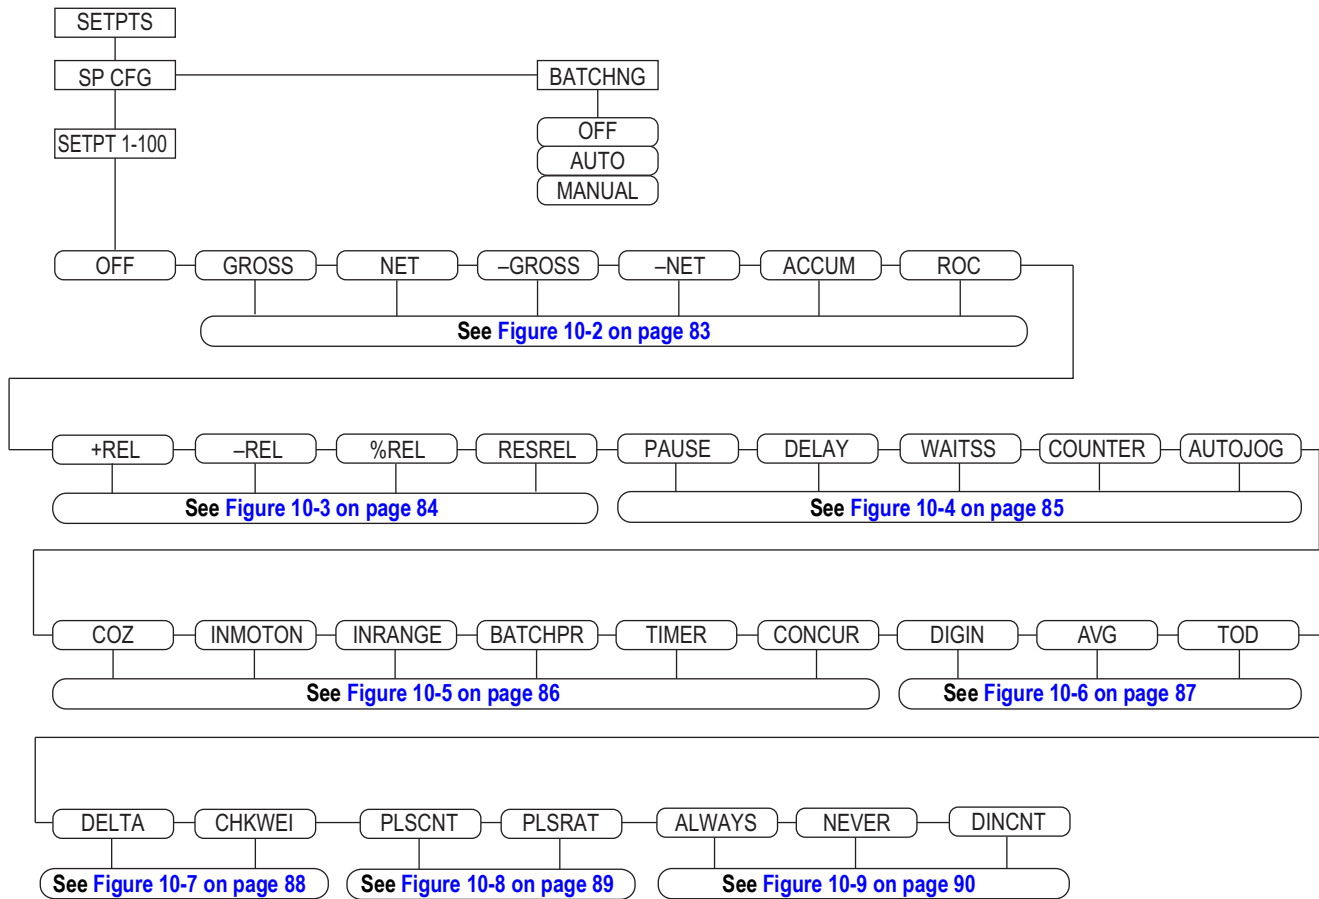 SETPTS
SP CFG BATCHNG
SETPT 1-100 OFF
AUTO
MANUAL
OFF GROSS NET –GROSS –NET ACCUM ROC
See Figure 10-2 on page 83
+REL –REL %REL RESREL PAUSE DELAY WAITSS COUNTER AUTOJOG
See Figure 10-3 on page 84 See Figure 10-4 on page 85
COZ INMOTON INRANGE BATCHPR TIMER CONCUR DIGIN AVG TOD
See Figure 10-5 on page 86 See Figure 10-6 on page 87
DELTA CHKWEI PLSCNT PLSRAT ALWAYS NEVER DINCNT
See Figure 10-7 on page 88 See Figure 10-8 on page 89 See Figure 10-9 on page 90